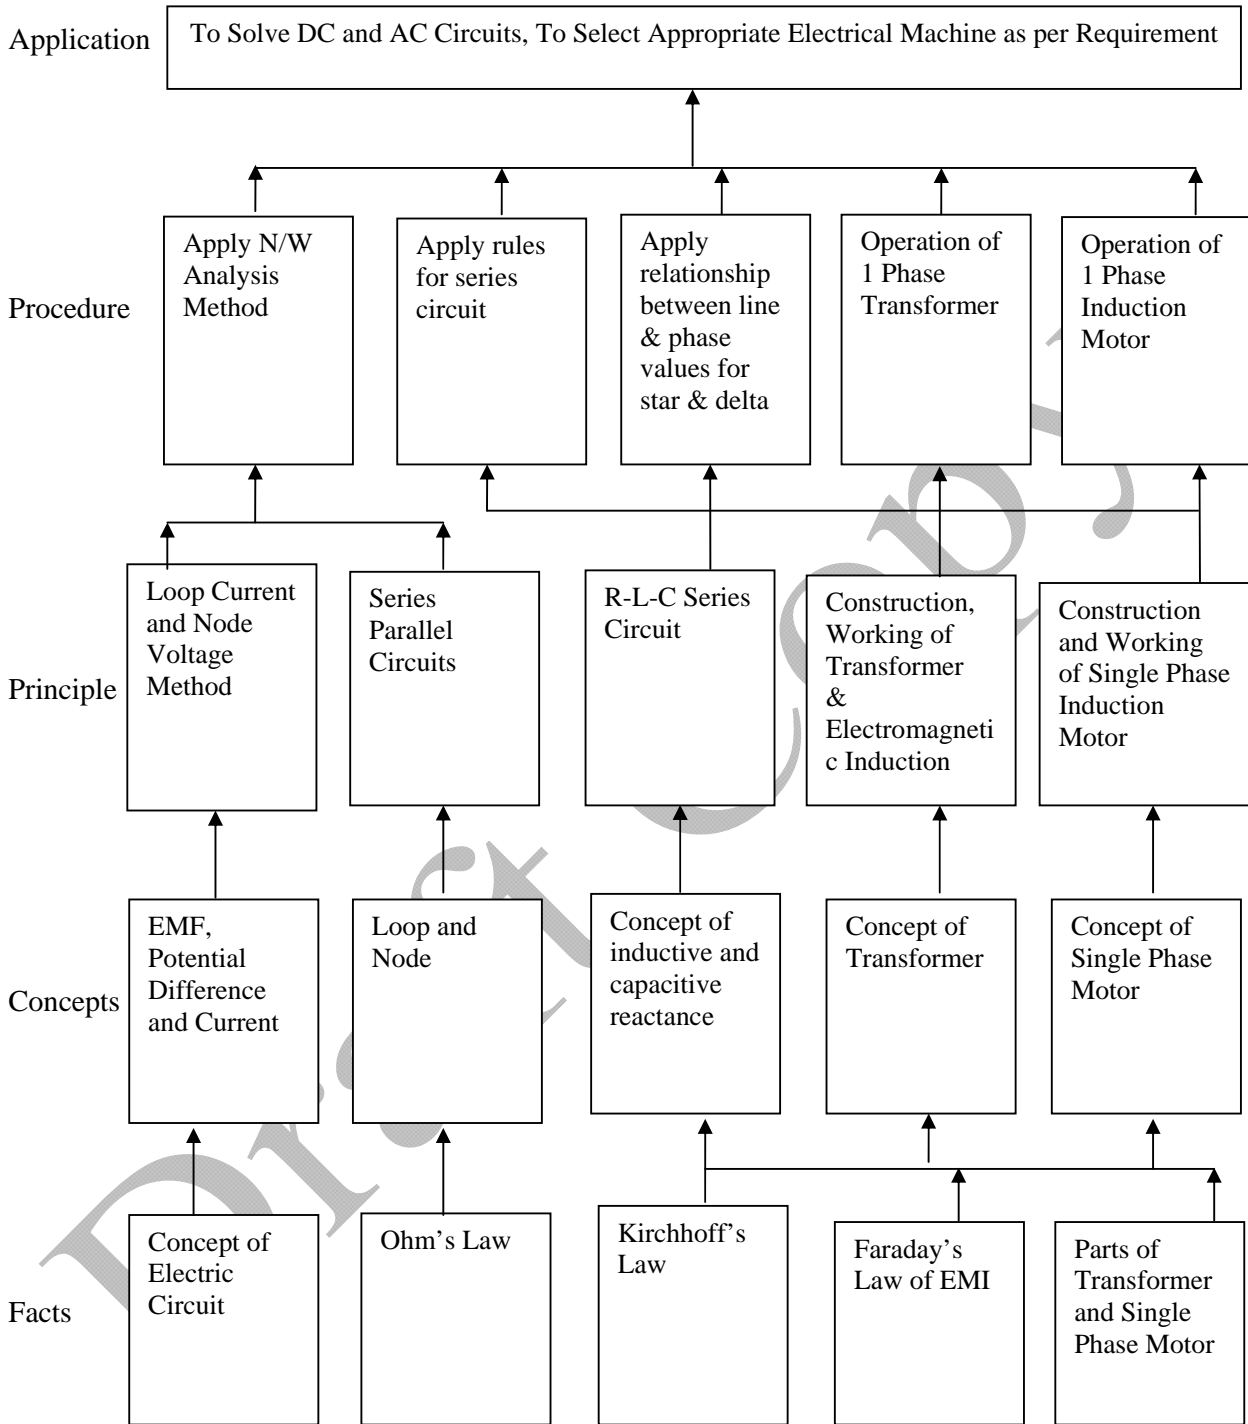 Application
To Solve DC and AC Circuits, To Select Appropriate Electrical Machine as per Requirement
Procedure
Apply N/W
Analysis
Method
Apply rules
for series
circuit
Apply
relationship
between line
& phase
values for
star & delta
Operation of
1 Phase
Transformer
Operation of
1 Phase
Induction
Motor
Principle
Loop Current
and Node
Voltage
Method
Series
Parallel
Circuits
R-L-C Series
Circuit
Construction,
Working of
Transformer
&
Electromagneti
c Induction
Construction
and Working
of Single Phase
Induction
Motor
Concepts
EMF,
Potential
Difference
and Current
Loop and
Node
Concept of
inductive and
capacitive
reactance
Concept of
Transformer
Concept of
Single Phase
Motor
Facts
Concept of
Electric
Circuit
Ohm's Law
Kirchhoff's
Law
Faraday's
Law of EMI
Parts of
Transformer
and Single
Phase Motor
Draft Copy